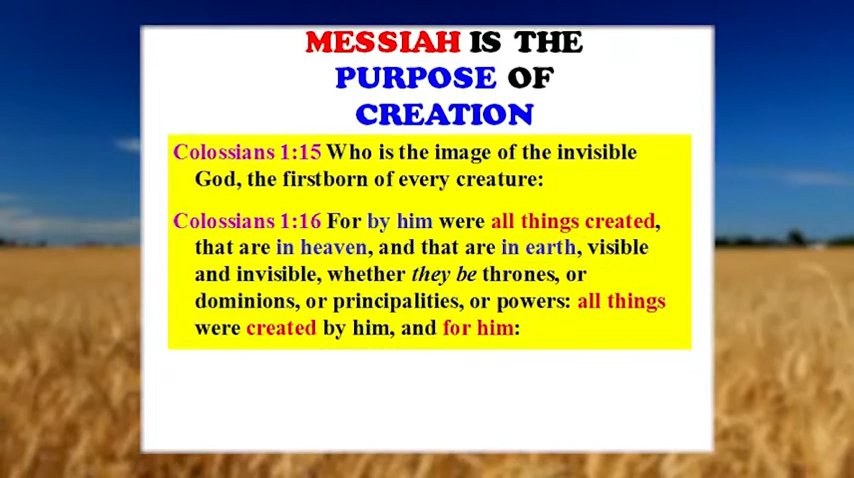 MESSIAH IS THE
PURPOSE OF
CREATION
Colossians 1:15 Who is the image of the invisible
God, the firstborn of every creature:
Colossians 1:16 For by him were all things created,
that are in heaven, and that are in earth, visible
and invisible, whether they be thrones, or
dominions, or principalities, or powers: all things
were created by him, and for him: